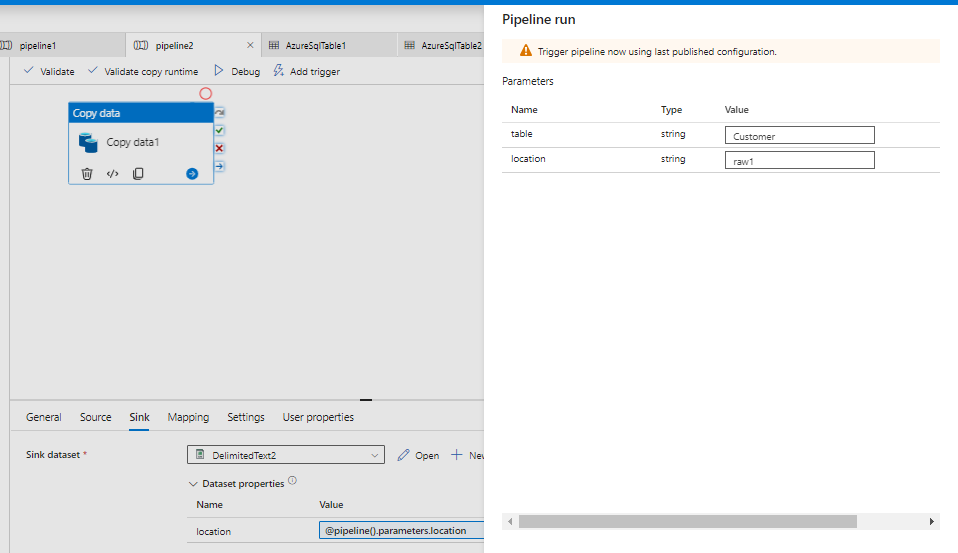 pipeline1
pipeline2
AzureSqlTable1
AzureSqlTable2
Validate
Validate copy runtime
Debug
Add trigger
Copy data
Copy data1
General
Source
Sink
Mapping
Settings
User properties
Sink dataset *
DelimitedText2
Open
Dataset properties
Name Value
location @pipeline().parameters.location
Pipeline run
Trigger pipeline now using last published configuration.
Parameters
Name Type Value
table string Customer
location string raw1